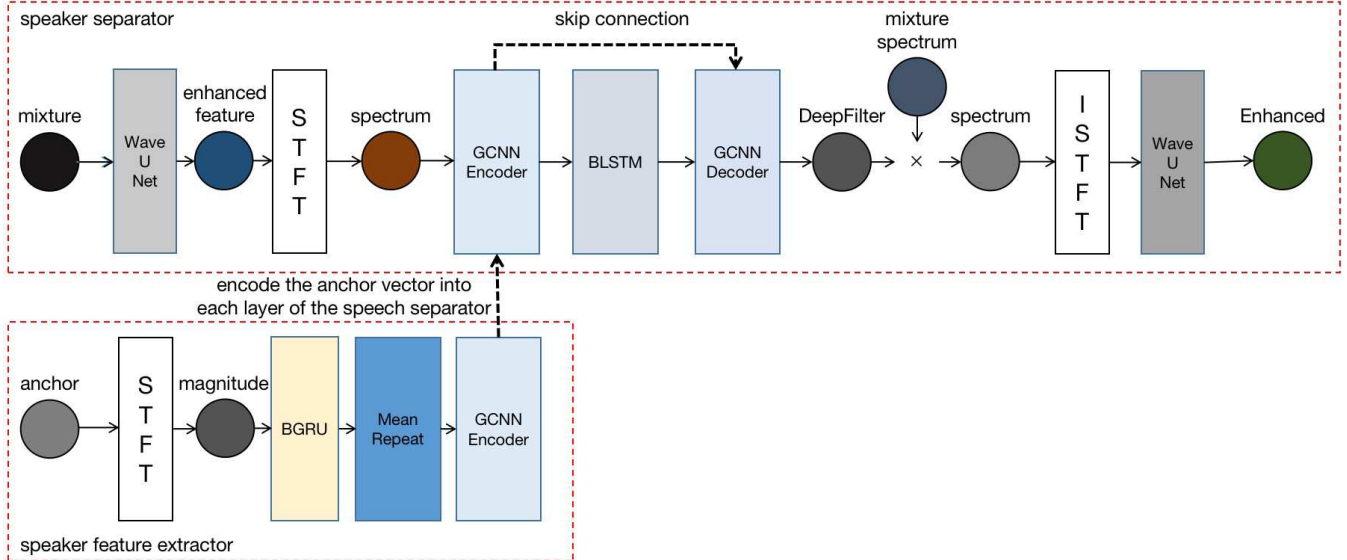 speaker separator
skip connection
mixture
spectrum
mixture
Wave
U
Net
enhanced
feature
S
T
F
T
spectrum
GCNN
Encoder
BLSTM
GCNN
Decoder
DeepFilter
×
spectrum
I
S
T
F
T
Wave
U
Net
Enhanced
encode the anchor vector into
each layer of the speech separator
anchor
S
T
F
T
magnitude
BGRU
Mean
Repeat
GCNN
Encoder
speaker feature extractor